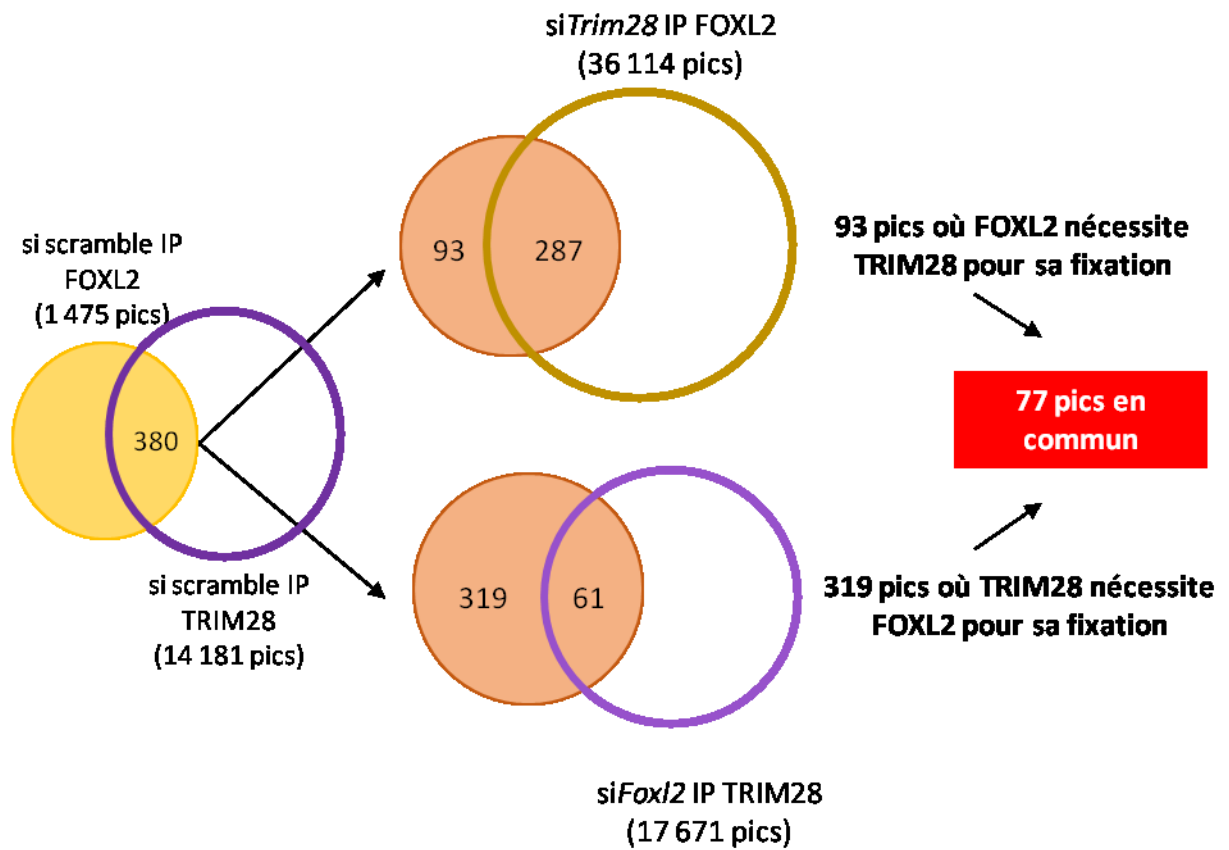 si scramble IP
FOXL2
(1 475 pics)
380
si scramble IP
TRIM28
(14 181 pics)
siTrim28 IP FOXL2
(36 114 pics)
93
287
93 pics où FOXL2 nécessite
TRIM28 pour sa fixation
77 pics en
commun
319
61
319 pics où TRIM28 nécessite
FOXL2 pour sa fixation
siFoxl2 IP TRIM28
(17 671 pics)